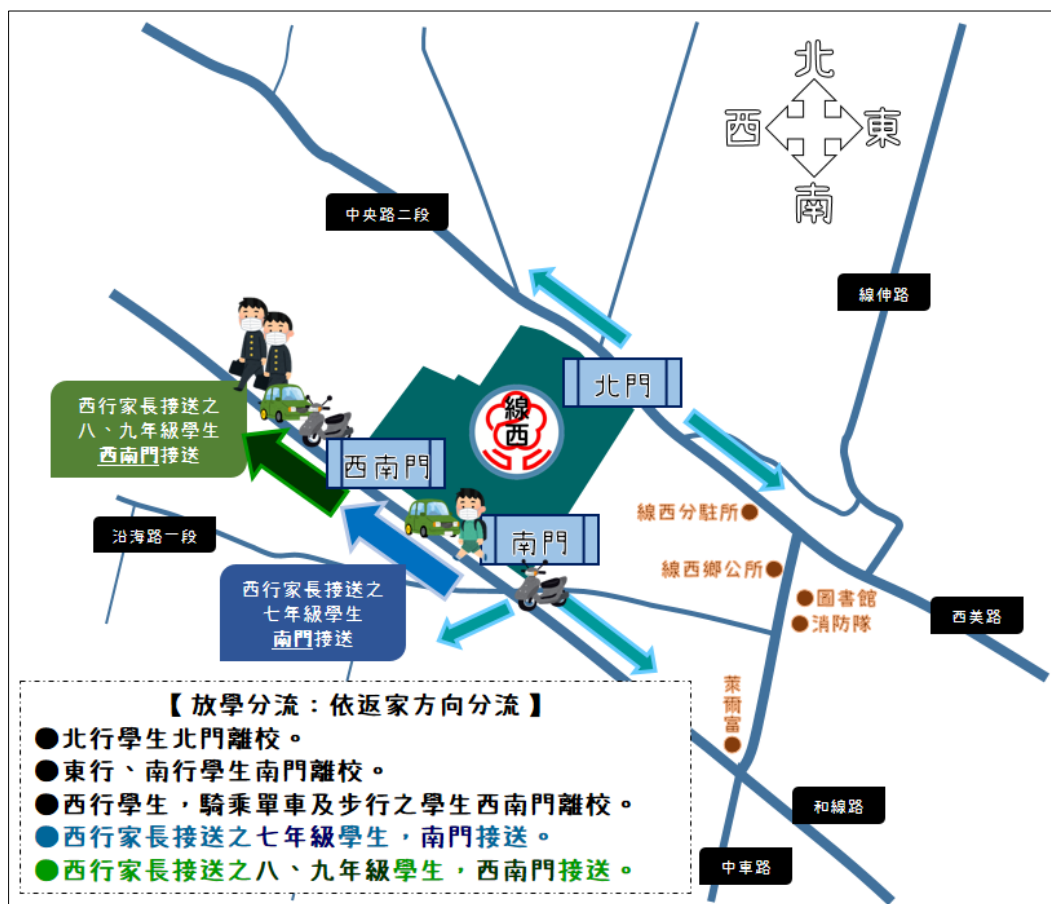 北
西
東
南
中央路二段
線伸路
北門
線西
西行家長接送之
八、九年級學生
西南門接送
西南門
南門
線西分駐所
沿海路一段
線西鄉公所
圖書館
消防隊
西美路
西行家長接送之
七年級學生
南門接送
萊爾富
【放學分流：依返家方向分流】
●北行學生北門離校。
●東行、南行學生南門離校。
●西行學生，騎乘單車及步行之學生西南門離校。
●西行家長接送之七年級學生，南門接送。
●西行家長接送之八、九年級學生，西南門接送。
和線路
中車路